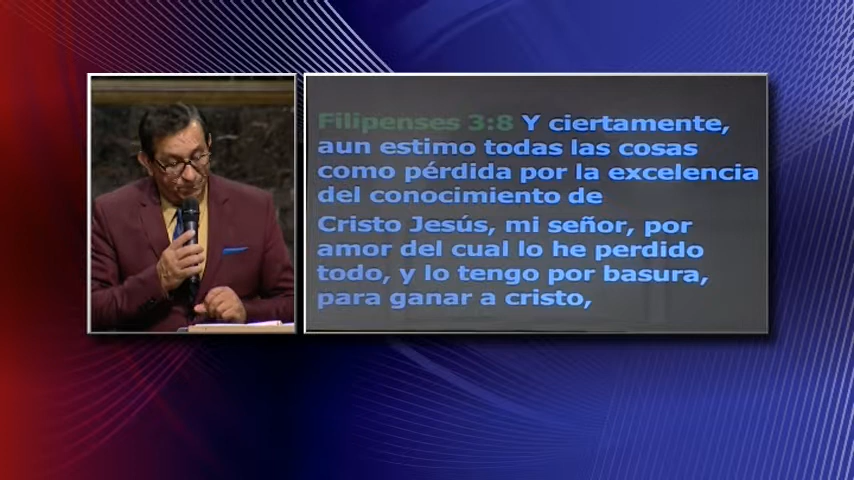 Filipenses 3:8 Y ciertamente,
aun estimo todas las cosas
como pérdida por la excelencia
del conocimiento de
Cristo Jesús, mi señor, por
amor del cual lo he perdido
todo, y lo tengo por basura,
para ganar a cristo,